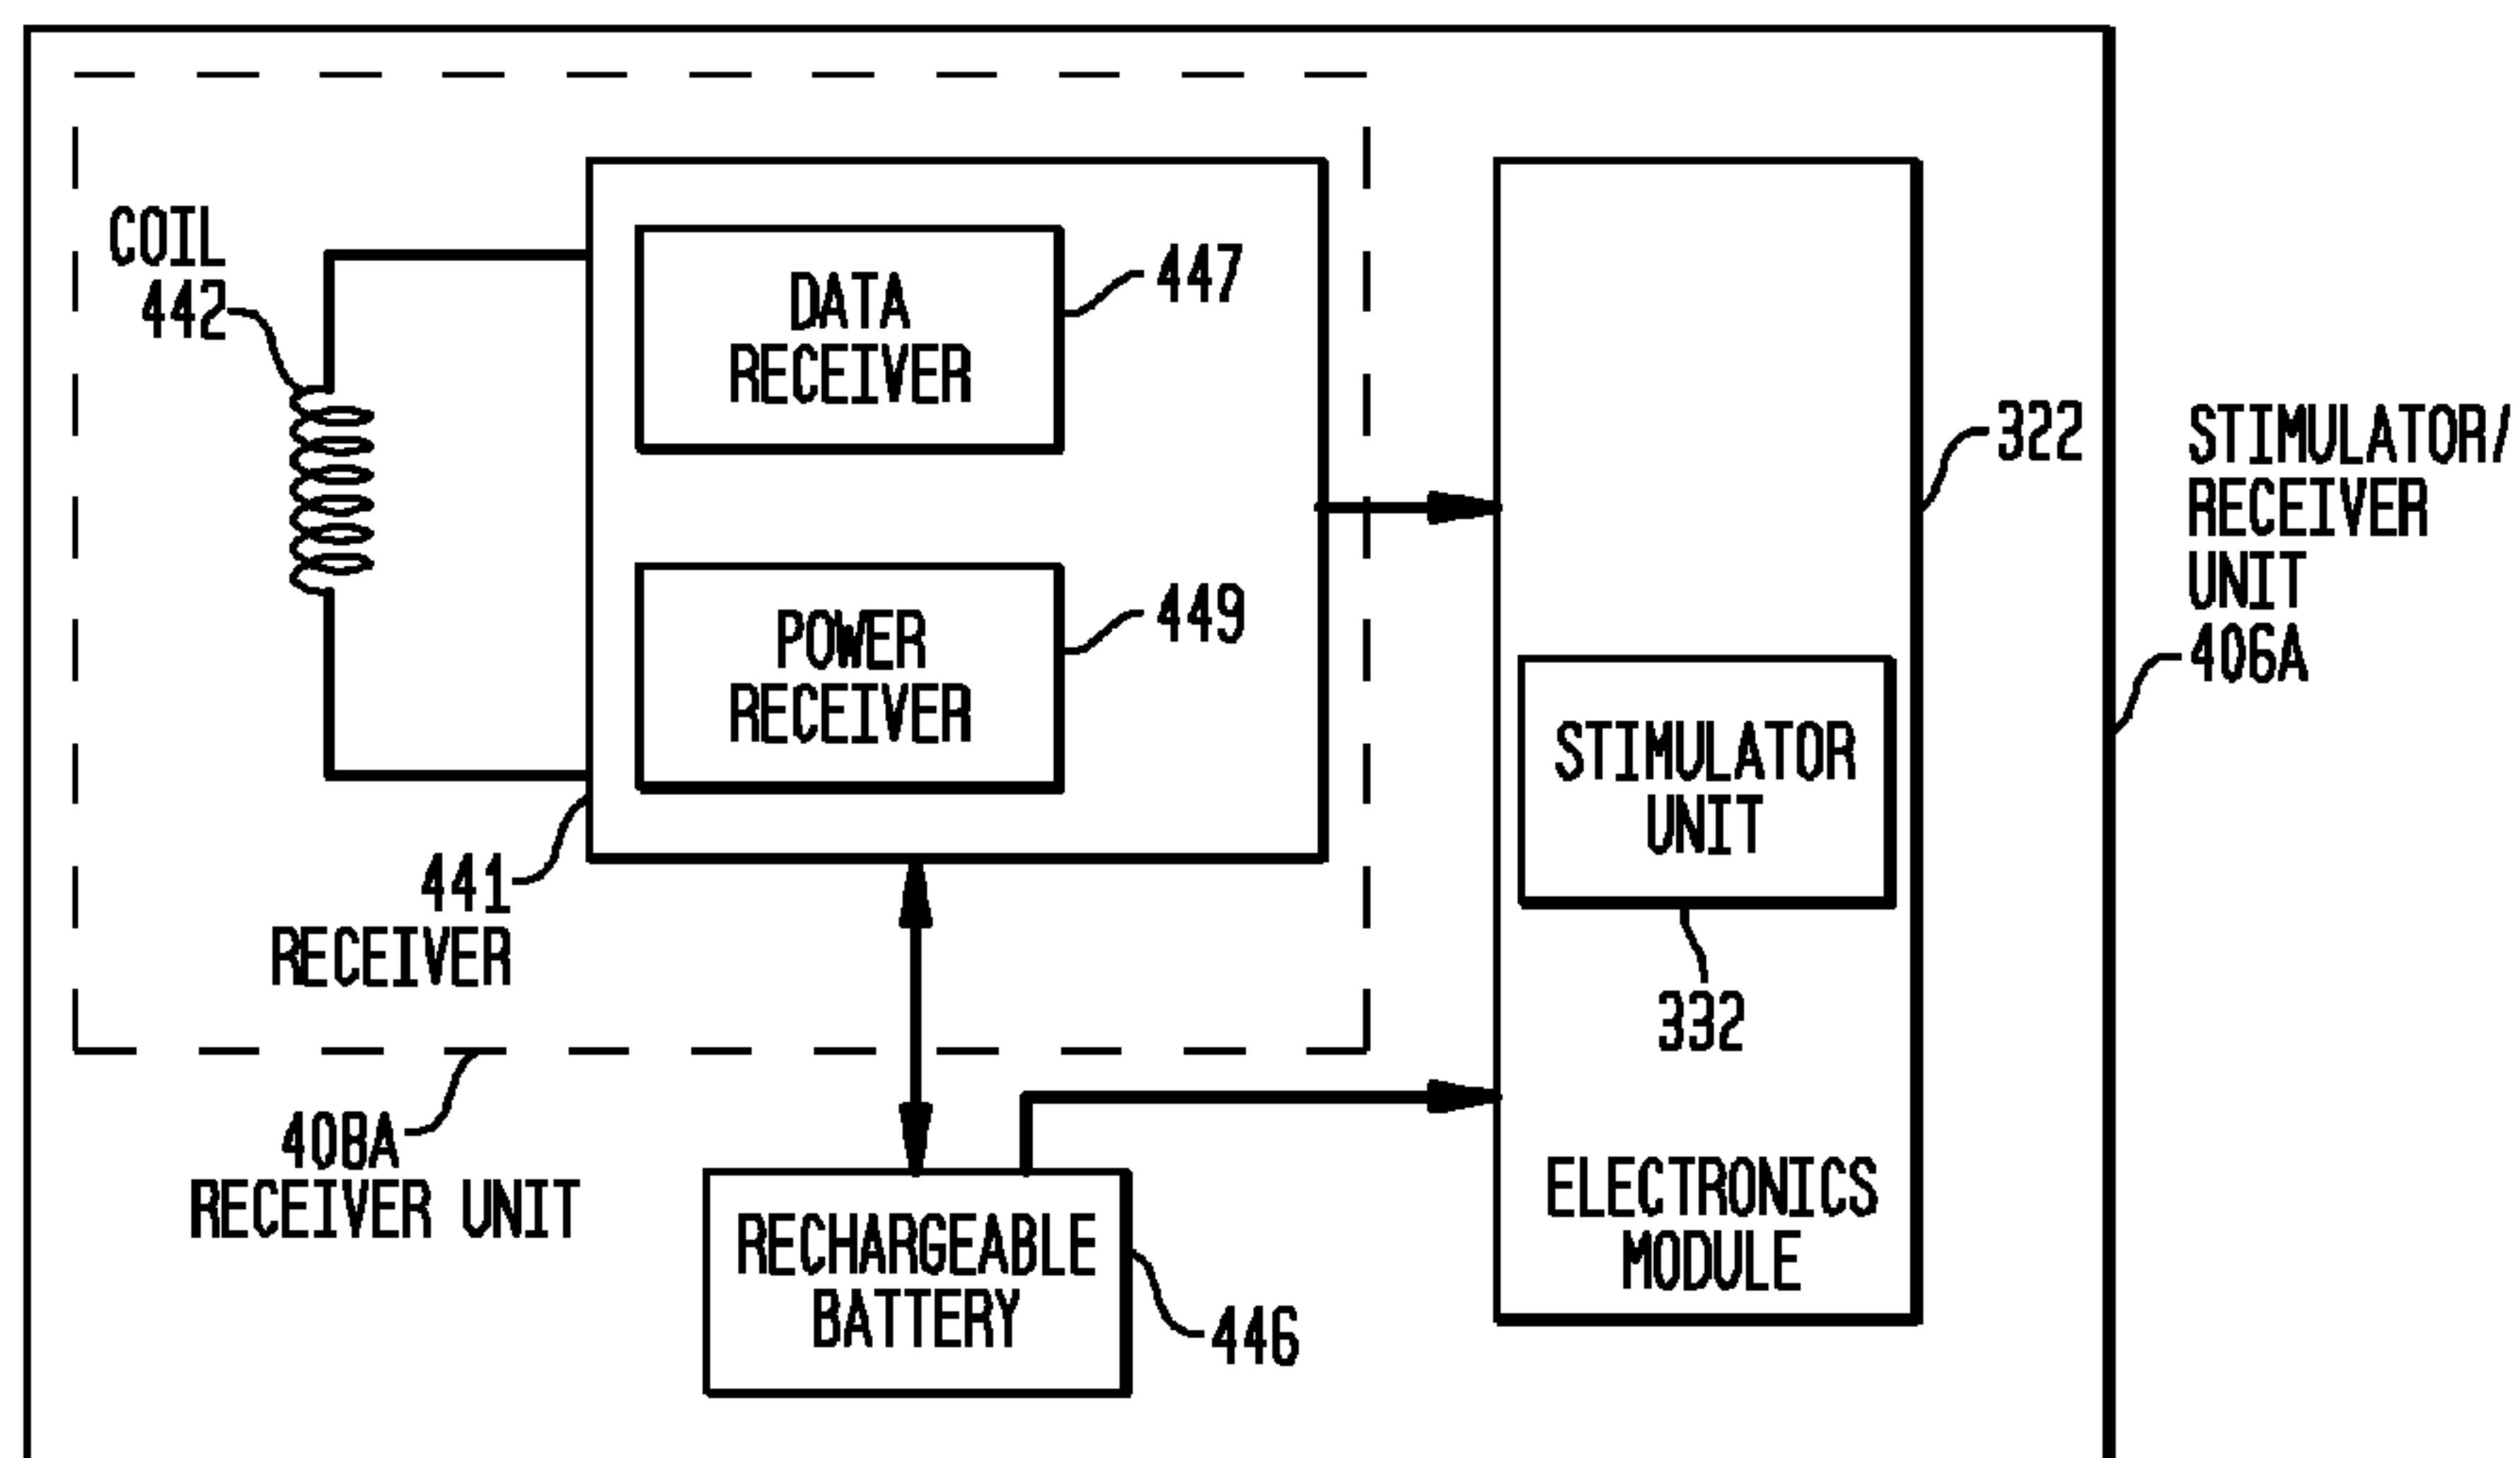 COIL
442
DATA
RECEIVER
447
POWER
RECEIVER
449
441
RECEIVER
408A
RECEIVER UNIT
RECHARGEABLE
BATTERY
446
322
STIMULATOR
UNIT
332
ELECTRONICS
MODULE
STIMULATOR/
RECEIVER
UNIT
406A